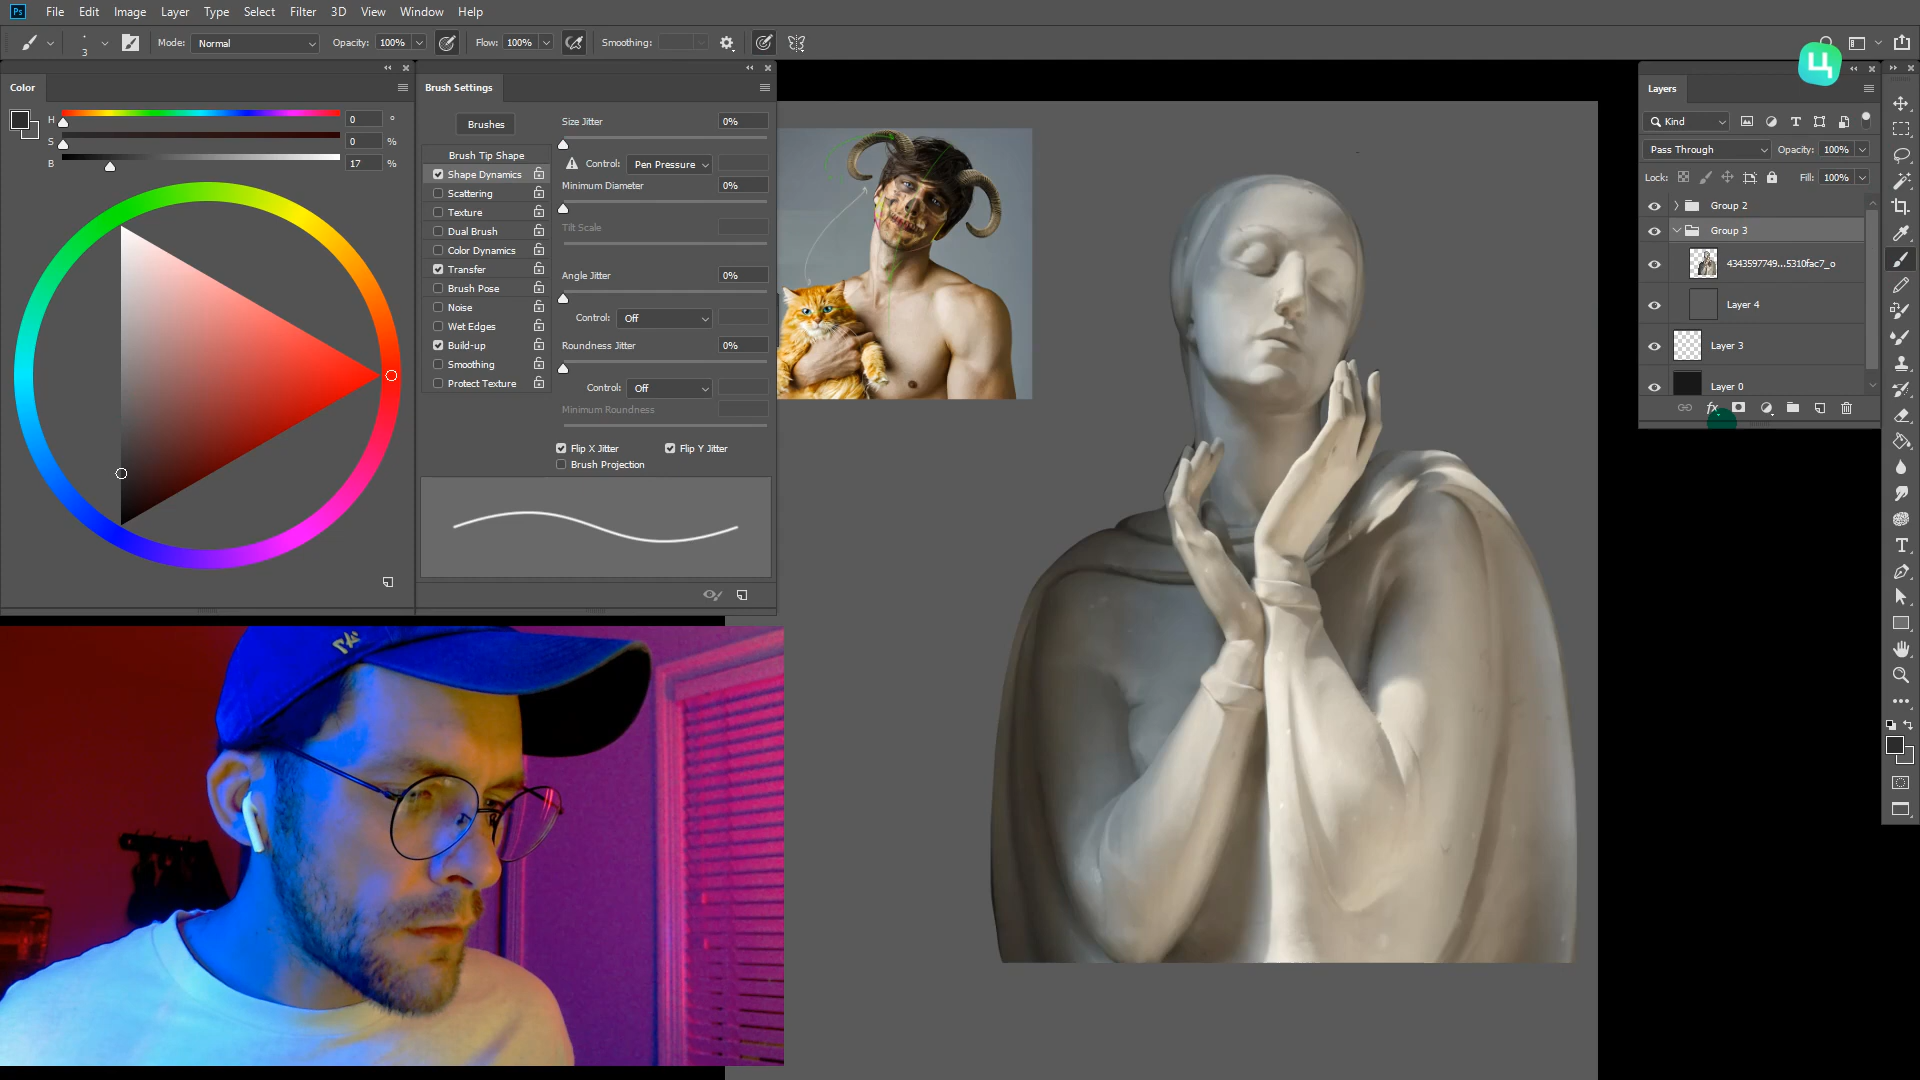 Ps File Edit Image Layer Type Select Filter 3D View Window Help
3 Mode: Normal Opacity: 100% Flow: 100% Smoothing:
Ц
Color
H 0 °
S 0 %
B 17 %
Brush Settings
Brushes
Brush Tip Shape
Shape Dynamics
Scattering
Texture
Dual Brush
Color Dynamics
Transfer
Brush Pose
Noise
Wet Edges
Build-up
Smoothing
Protect Texture
Size Jitter 0%
Control: Pen Pressure
Minimum Diameter 0%
Tilt Scale
Angle Jitter 0%
Control: Off
Roundness Jitter 0%
Control: Off
Minimum Roundness
Flip X Jitter Flip Y Jitter
Brush Projection
Layers
Kind
Pass Through Opacity: 100%
Lock: Fill: 100%
Group 2
Group 3
4343597749...5310fac7_o
Layer 4
Layer 3
Layer 0
fx
T